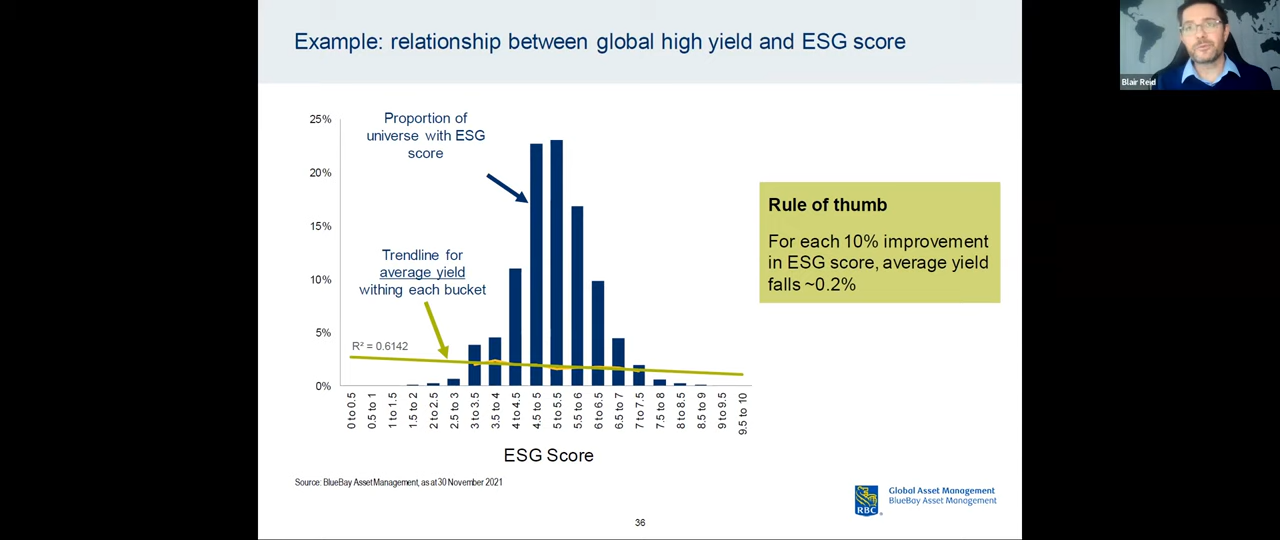 Example: relationship between global high yield and ESG score
Blair Reid
25%
20%
15%
10%
5%
0%
Proportion of
universe with ESG
score
Trendline for
average yield
withing each bucket
R² = 0.6142
0 to 0.5
0.5 to 1
1 to 1.5
1.5 to 2
2 to 2.5
2.5 to 3
3 to 3.5
3.5 to 4
4 to 4.5
4.5 to 5
5 to 5.5
5.5 to 6
6 to 6.5
6.5 to 7
7 to 7.5
7.5 to 8
8 to 8.5
8.5 to 9
9 to 9.5
9.5 to 10
ESG Score
Rule of thumb
For each 10% improvement
in ESG score, average yield
falls ~0.2%
Source: BlueBay Asset Management, as at 30 November 2021
RBC
®
Global Asset Management
BlueBay Asset Management
36